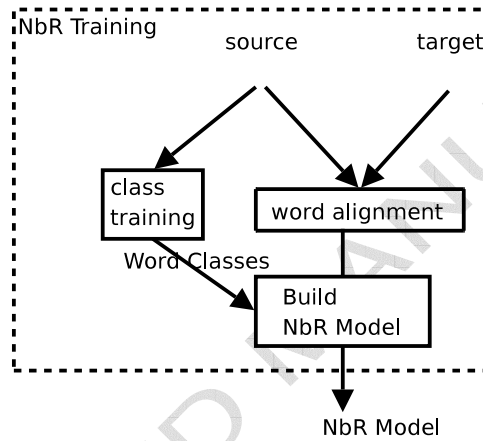 NbR Training
source
target
class
training
word alignment
Word Classes
Build
NbR Model
NbR Model